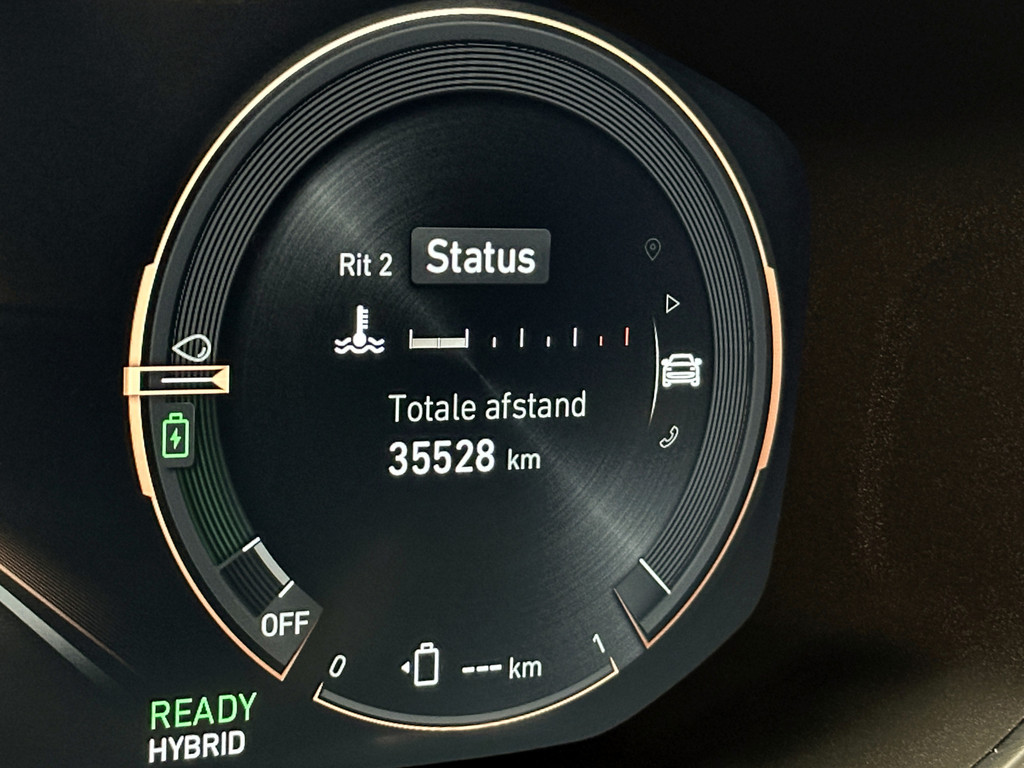 Rit 2 Status
Totale afstand
35528 km
OFF
0 --- km 1
READY
HYBRID